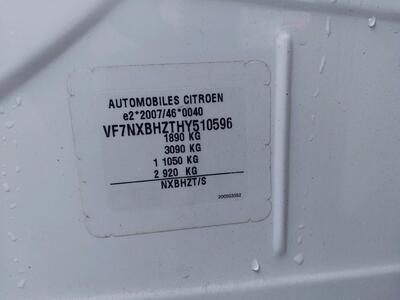 AUTOMOBILES CITROEN
e2*2007/46*0040
VF7NXBHZTHY510596
1890 KG
3090 KG
1 1050 KG
2 920 KG
NXBHZT/S